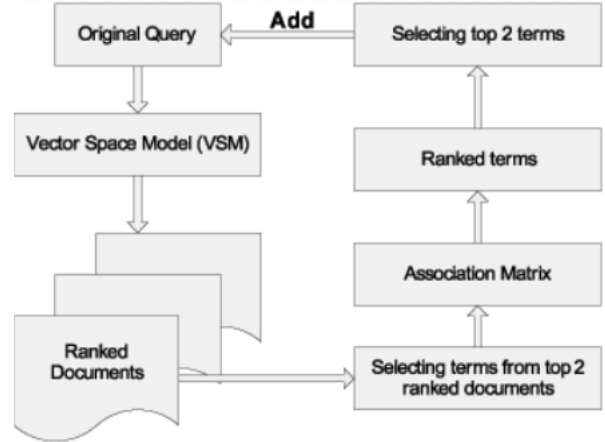 Original Query
Add
Selecting top 2 terms
Vector Space Model (VSM)
Ranked terms
Association Matrix
Ranked
Documents
Selecting terms from top 2
ranked documents